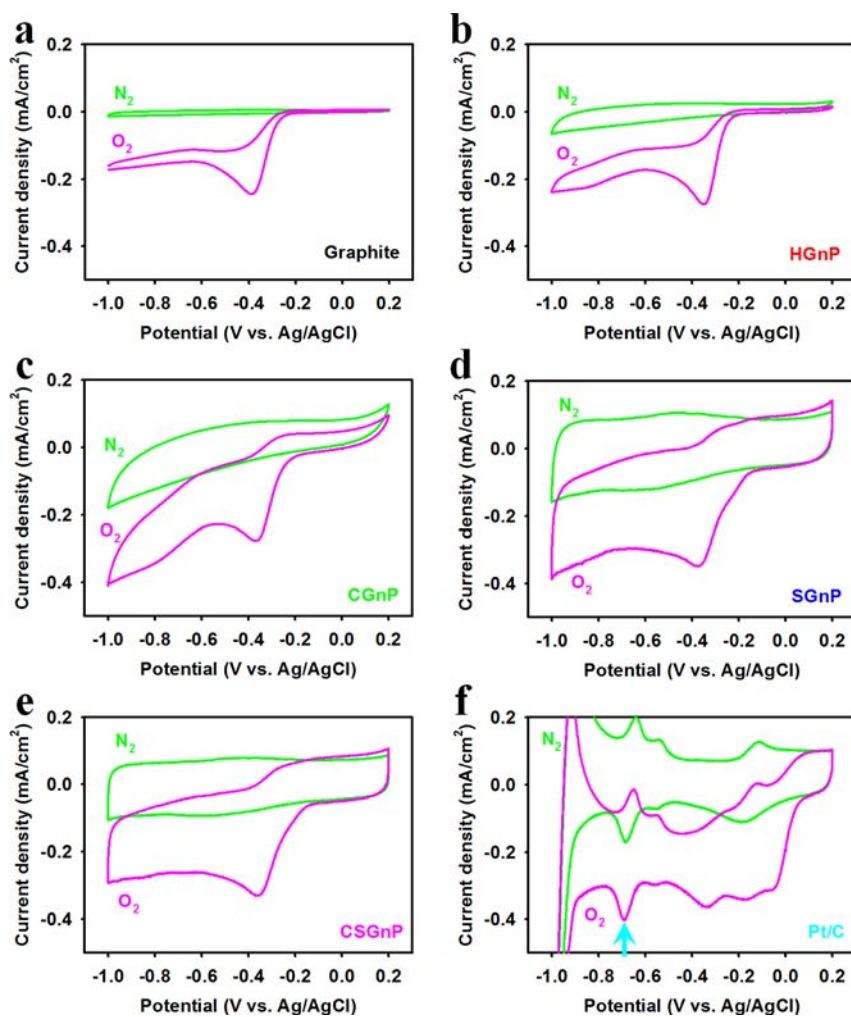 a
Current density (mA/cm²)
0.2
0.0
-0.2
-0.4
N₂
O₂
Graphite
-1.0 -0.8 -0.6 -0.4 -0.2 0.0 0.2
Potential (V vs. Ag/AgCl)
b
Current density (mA/cm²)
0.2
0.0
-0.2
-0.4
N₂
O₂
HGnP
-1.0 -0.8 -0.6 -0.4 -0.2 0.0 0.2
Potential (V vs. Ag/AgCl)
c
Current density (mA/cm²)
0.2
0.0
-0.2
-0.4
N₂
O₂
CGnP
-1.0 -0.8 -0.6 -0.4 -0.2 0.0 0.2
Potential (V vs. Ag/AgCl)
d
Current density (mA/cm²)
0.2
0.0
-0.2
-0.4
N₂
O₂
SGnP
-1.0 -0.8 -0.6 -0.4 -0.2 0.0 0.2
Potential (V vs. Ag/AgCl)
e
Current density (mA/cm²)
0.2
0.0
-0.2
-0.4
N₂
O₂
CSGnP
-1.0 -0.8 -0.6 -0.4 -0.2 0.0 0.2
Potential (V vs. Ag/AgCl)
f
Current density (mA/cm²)
0.2
0.0
-0.2
-0.4
N₂
O₂
Pt/C
-1.0 -0.8 -0.6 -0.4 -0.2 0.0 0.2
Potential (V vs. Ag/AgCl)